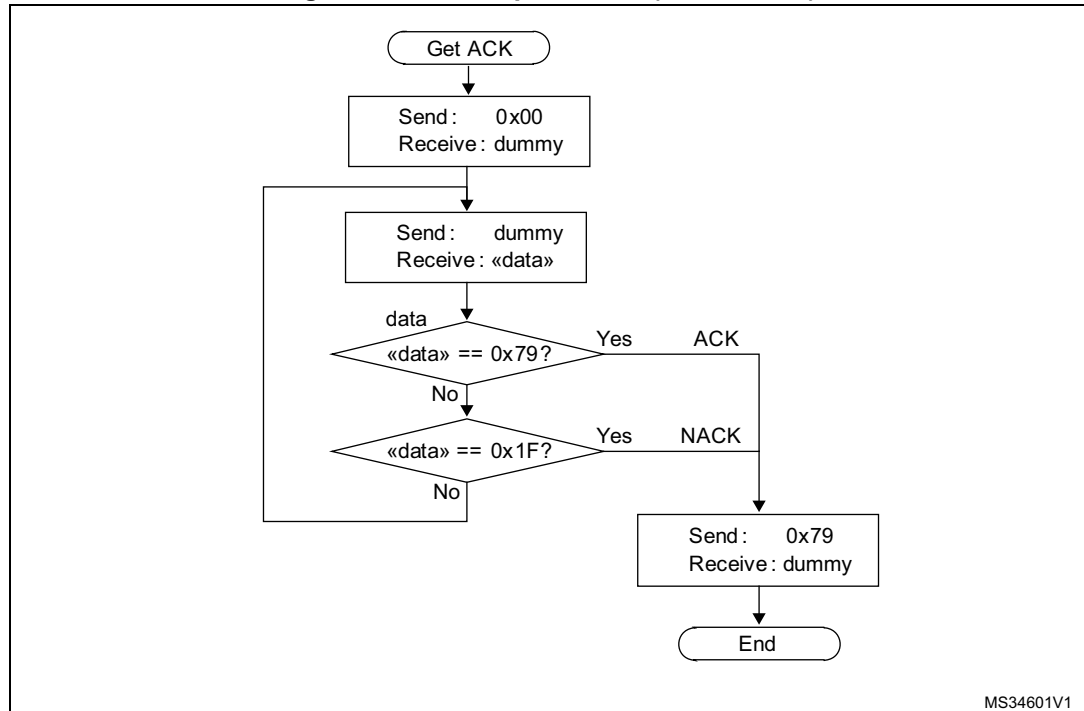 Get ACK
Send : 0x00
Receive : dummy
Send : dummy
Receive : «data»
data
«data» == 0x79?
Yes ACK
No
«data» == 0x1F?
Yes NACK
No
Send : 0x79
Receive : dummy
End
MS34601V1